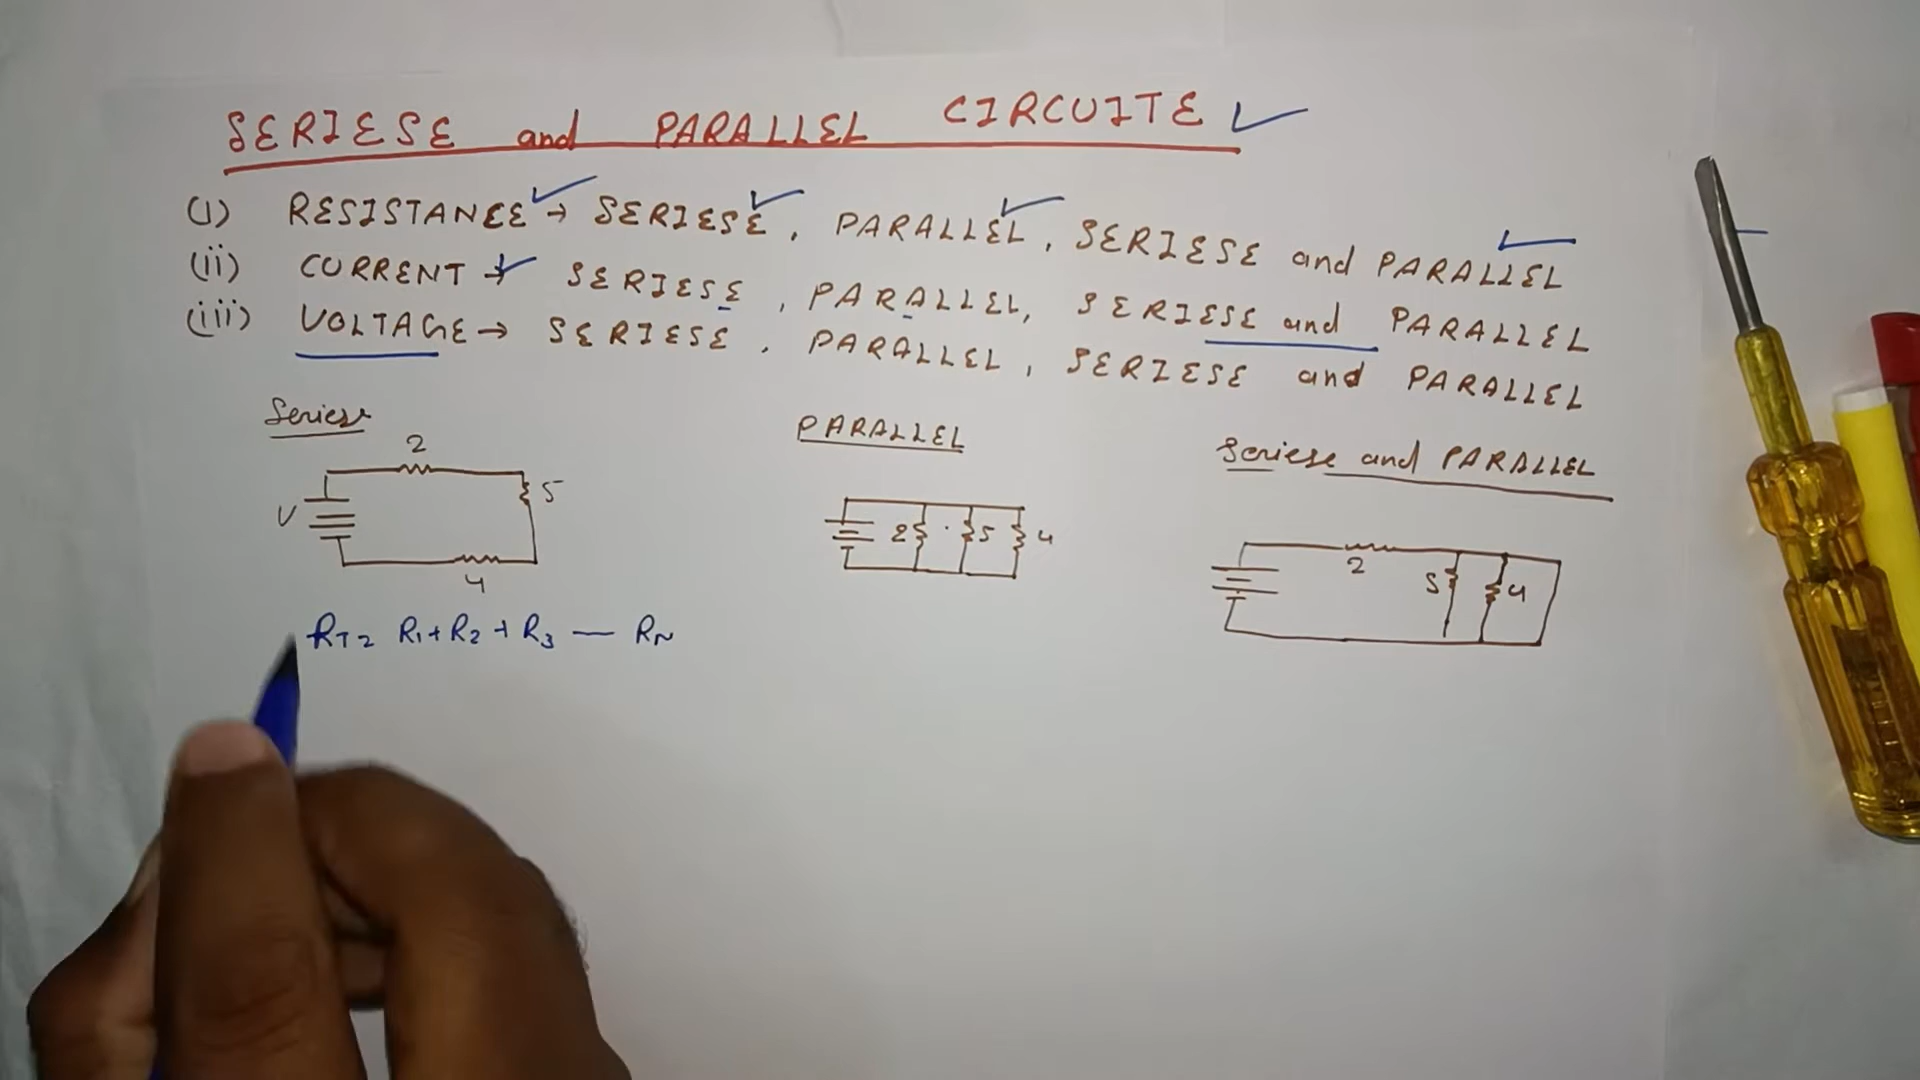 SERIESE and PARALLEL CIRCUITE
(i) RESISTANCE → SERIESE, PARALLEL, SERIESE and PARALLEL
(ii) CURRENT → SERIESE, PARALLEL, SERIESE and PARALLEL
(iii) VOLTAGE → SERIESE, PARALLEL, SERIESE and PARALLEL
Seriese
2
5
V
4
PARALLEL
2 5 4
Seriese and PARALLEL
2
5 4
RT = R1 + R2 + R3 — RN